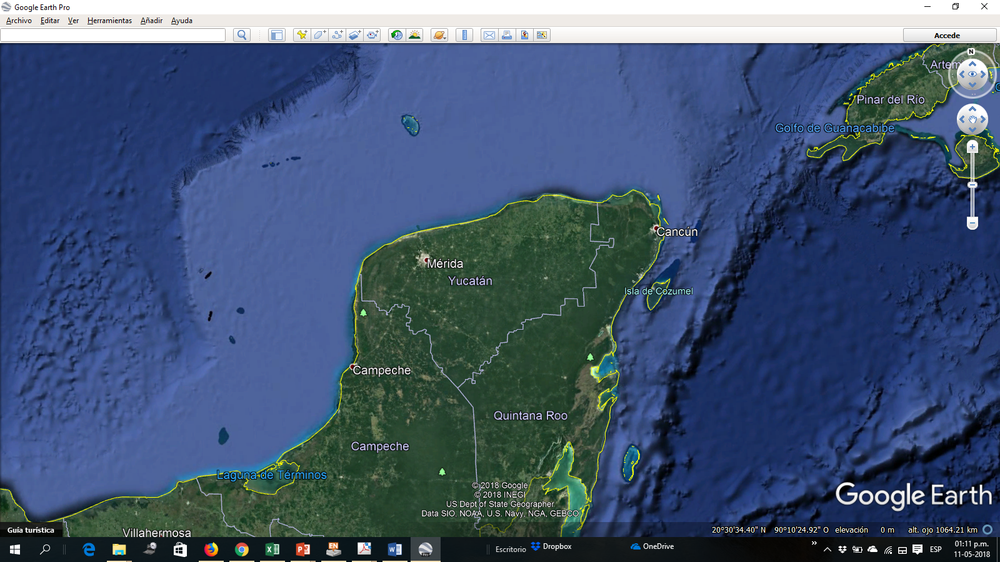 Google Earth Pro
Archivo Editar Ver Herramientas Añadir Ayuda
Accede
N
Pinar del Río
Golfo de Guanacabibe
Cancún
Mérida
Yucatán
Isla de Cozumel
Campeche
Quintana Roo
Campeche
Laguna de Términos
© 2018 Google
© 2018 INEGI
US Dept of State Geographer
Data SIO, NOAA, U.S. Navy, NGA, GEBCO
Google Earth
Guía turística
Villahermosa
20°30'34.40" N 90°10'24.92" O elevación 0 m alt. ojo 1064.21 km
Escritorio
Dropbox
OneDrive
ESP
01:11 p.m.
11-05-2018